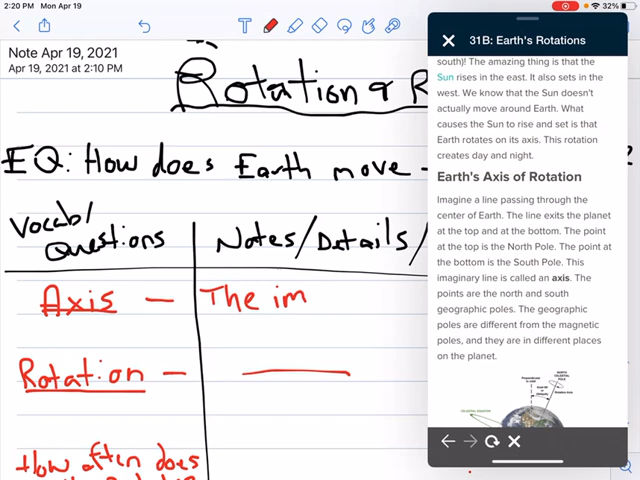 2:20 PM Mon Apr 19
32%
T
Note Apr 19, 2021
Apr 19, 2021 at 2:10 PM
Rotation & R
EQ: How does Earth move
Vocab/
Questions
Notes/Details/
Axis - The im
Rotation -
How often does
31B: Earth's Rotations
south)! The amazing thing is that the
Sun rises in the east. It also sets in the
west. We know that the Sun doesn't
actually move around Earth. What
causes the Sun to rise and set is that
Earth rotates on its axis. This rotation
creates day and night.
Earth's Axis of Rotation
Imagine a line passing through the
center of Earth. The line exits the planet
at the top and at the bottom. The point
at the top is the North Pole. The point at
the bottom is the South Pole. This
imaginary line is called an axis. The
points are the north and south
geographic poles. The geographic
poles are different from the magnetic
poles, and they are in different places
on the planet.
NORTH
CELESTIAL
POLE
Rotation Axis
CELESTIAL EQUATOR